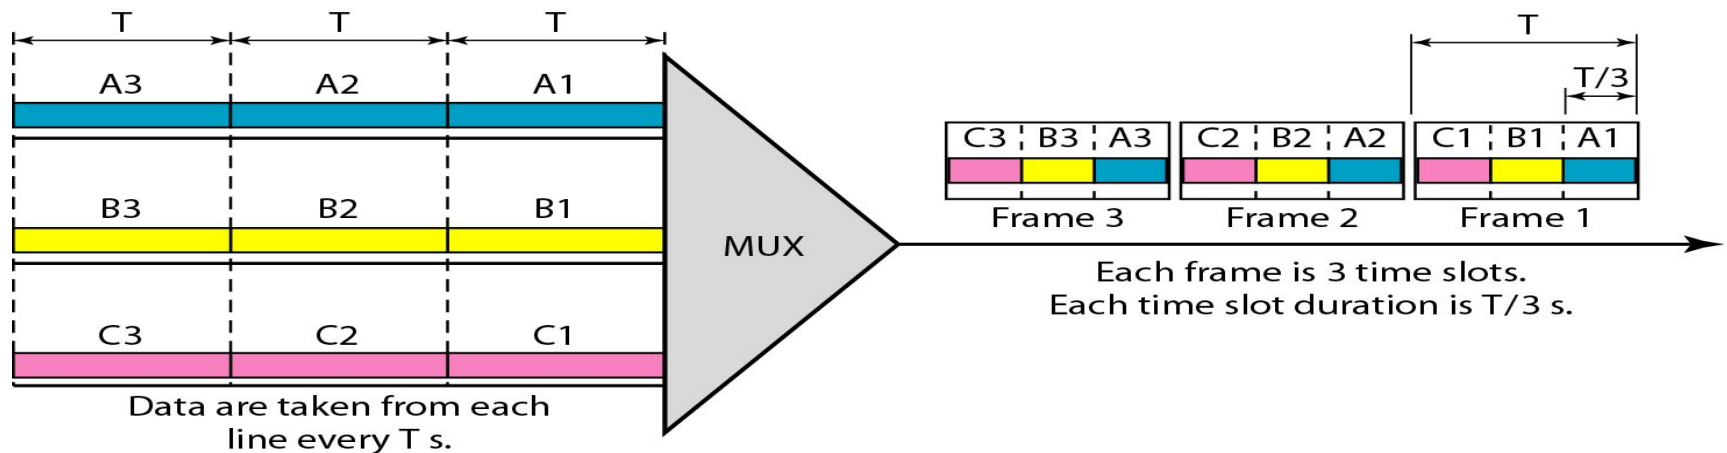 T T T
A3 A2 A1
B3 B2 B1
C3 C2 C1
Data are taken from each
line every T s.
MUX
T
T/3
C3 B3 A3 C2 B2 A2 C1 B1 A1
Frame 3 Frame 2 Frame 1
Each frame is 3 time slots.
Each time slot duration is T/3 s.